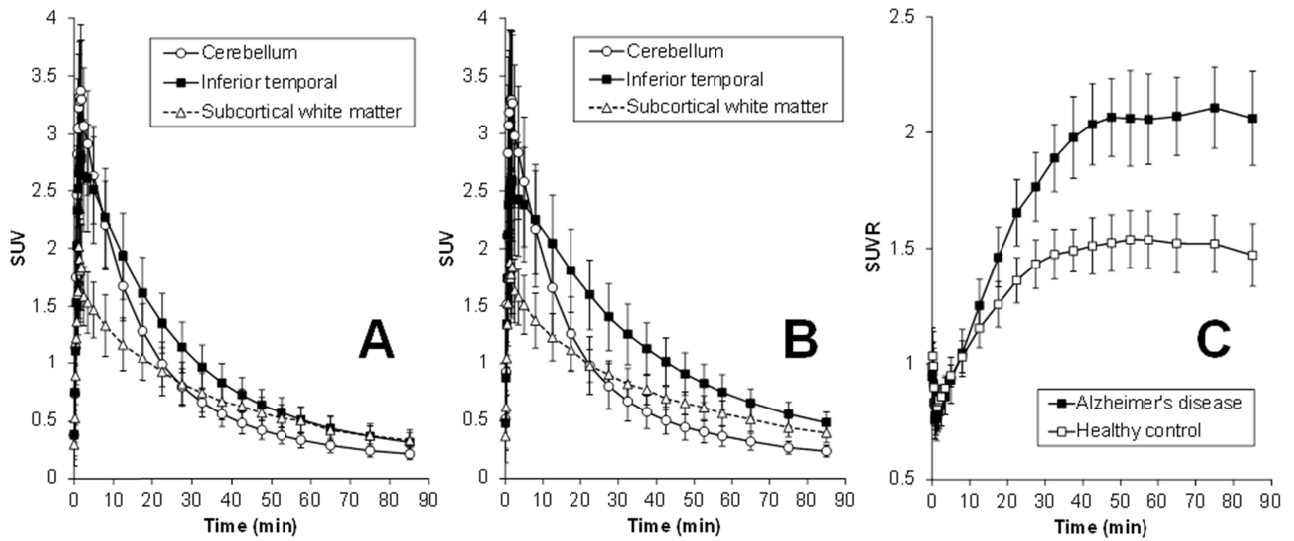 4
3.5
3
2.5
2
1.5
1
0.5
0
SUV
Cerebellum
Inferior temporal
Subcortical white matter
A
0 10 20 30 40 50 60 70 80 90
Time (min)
4
3.5
3
2.5
2
1.5
1
0.5
0
SUV
Cerebellum
Inferior temporal
Subcortical white matter
B
0 10 20 30 40 50 60 70 80 90
Time (min)
2.5
2
1.5
1
0.5
SUVR
C
Alzheimer's disease
Healthy control
0 10 20 30 40 50 60 70 80 90
Time (min)